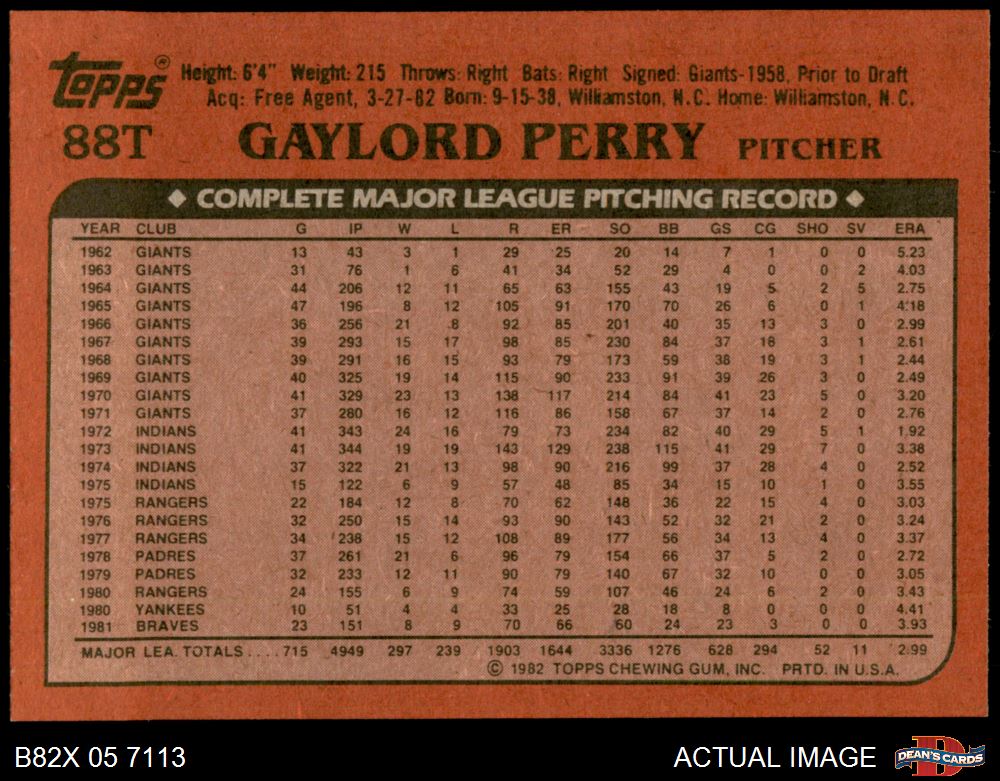 Topps® Height: 6'4" Weight: 215 Throws: Right Bats: Right Signed: Giants-1958, Prior to Draft
Acq: Free Agent, 3-27-82 Born: 9-15-38, Williamston, N.C. Home: Williamston, N.C.
88T GAYLORD PERRY PITCHER
◆ COMPLETE MAJOR LEAGUE PITCHING RECORD ◆
YEAR CLUB G IP W L R ER SO BB GS CG SHO SV ERA
1962 GIANTS 13 43 3 1 29 25 20 14 7 1 0 0 5.23
1963 GIANTS 31 76 1 6 41 34 52 29 4 0 0 2 4.03
1964 GIANTS 44 206 12 11 65 63 155 43 19 5 2 5 2.75
1965 GIANTS 47 196 8 12 105 91 170 70 26 6 0 1 4.18
1966 GIANTS 36 256 21 8 92 85 201 40 35 13 3 0 2.99
1967 GIANTS 39 293 15 17 98 85 230 84 37 18 3 1 2.61
1968 GIANTS 39 291 16 15 93 79 173 59 38 19 3 1 2.44
1969 GIANTS 40 325 19 14 115 90 233 91 39 26 3 0 2.49
1970 GIANTS 41 329 23 13 138 117 214 84 41 23 5 0 3.20
1971 GIANTS 37 280 16 12 116 86 158 67 37 14 2 0 2.76
1972 INDIANS 41 343 24 16 79 73 234 82 40 29 5 1 1.92
1973 INDIANS 41 344 19 19 143 129 238 115 41 29 7 0 3.38
1974 INDIANS 37 322 21 13 98 90 216 99 37 28 4 0 2.52
1975 INDIANS 15 122 6 9 57 48 85 34 15 10 1 0 3.55
1975 RANGERS 22 184 12 8 70 62 148 36 22 15 4 0 3.03
1976 RANGERS 32 250 15 14 93 90 143 52 32 21 2 0 3.24
1977 RANGERS 34 238 15 12 108 89 177 56 34 13 4 0 3.37
1978 PADRES 37 261 21 6 96 79 154 66 37 5 2 0 2.72
1979 PADRES 32 233 12 11 90 79 140 67 32 10 0 0 3.05
1980 RANGERS 24 155 6 9 74 59 107 46 24 6 2 0 3.43
1980 YANKEES 10 51 4 4 33 25 28 18 8 0 0 0 4.41
1981 BRAVES 23 151 8 9 70 66 60 24 23 3 0 0 3.93
MAJOR LEA. TOTALS....715 4949 297 239 1903 1644 3336 1276 628 294 52 11 2.99
© 1982 TOPPS CHEWING GUM, INC. PRTD. IN U.S.A.
B82X 05 7113 ACTUAL IMAGE D DEAN'S CARDS